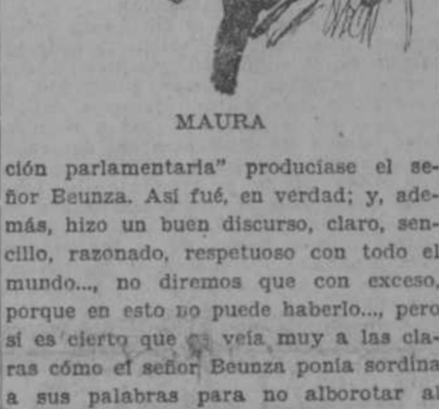 MAURA
ción parlamentaria" producíase el se-
ñor Beunza. Así fué, en verdad; y, ade-
más, hizo un buen discurso, claro, sen-
cillo, razonado, respetuoso con todo el
mundo..., no diremos que con exceso,
porque en esto no puede haberlo..., pero
sí es cierto que se veía muy a las cla-
ras cómo el señor Beunza ponía sordina
a sus palabras para no alborotar al